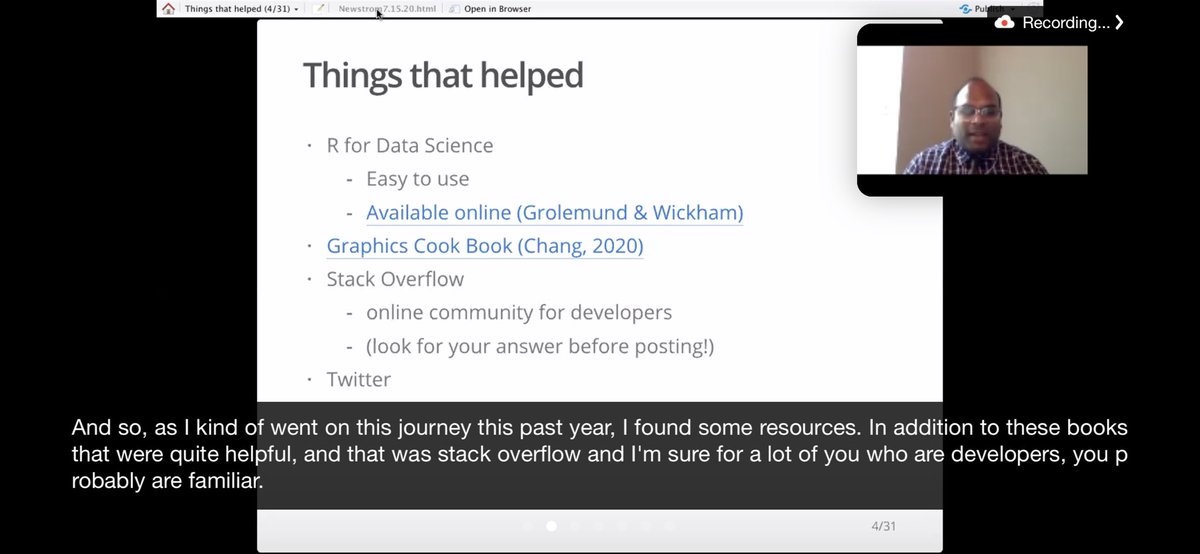 Things that helped (4/31)
Newstrom7.15.20.html
Open in Browser
Publish
Recording...
Things that helped
· R for Data Science
- Easy to use
- Available online (Grolemund & Wickham)
· Graphics Cook Book (Chang, 2020)
· Stack Overflow
- online community for developers
- (look for your answer before posting!)
· Twitter
And so, as I kind of went on this journey this past year, I found some resources. In addition to these books
that were quite helpful, and that was stack overflow and I'm sure for a lot of you who are developers, you p
robably are familiar.
4/31